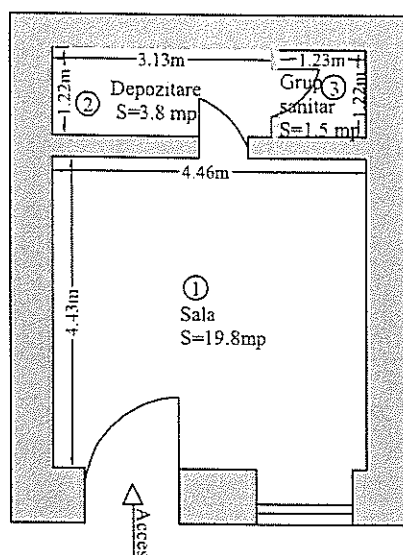 3.13m
1.23m
1.22m
2
Depozitare
S=3.8 mp
Grup
3
sanitar
S=1.5 mp
1.22m
4.46m
4.43m
1
Sala
S=19.8mp
Acces